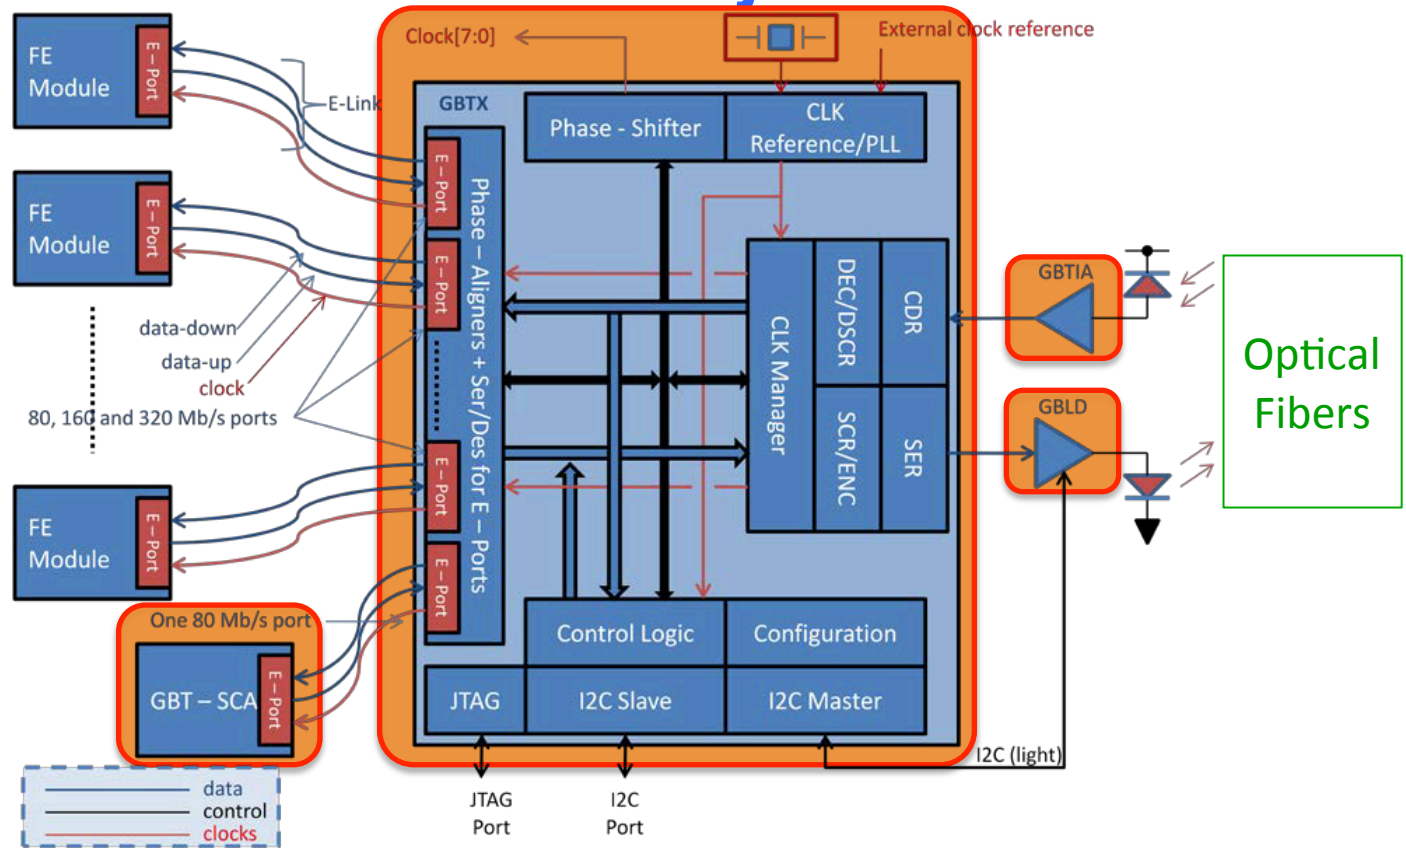 Clock[7:0]
External clock reference
FE
Module
E – Port
E-Link
GBTX
Phase - Shifter
CLK
Reference/PLL
E – Port
Phase – Aligners + Ser/Des for E – Ports
FE
Module
E – Port
E – Port
data-down
data-up
clock
80, 160 and 320 Mb/s ports
CLK Manager
DEC/DSCR
CDR
SCR/ENC
SER
GBTIA
GBLD
Optical
Fibers
FE
Module
E – Port
E – Port
E – Port
One 80 Mb/s port
GBT – SCA
E – Port
Control Logic
Configuration
JTAG
I2C Slave
I2C Master
I2C (light)
JTAG
Port
I2C
Port
data
control
clocks